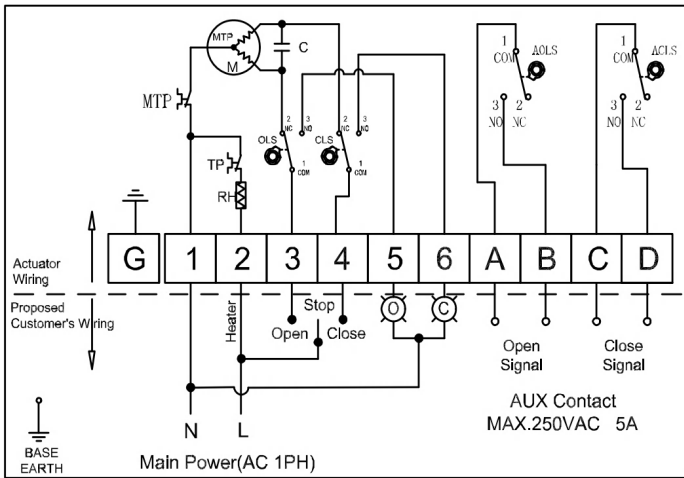 MTP
M
C
1
COM
AOLS
3
NO
2
NC
1
COM
ACLS
3
NO
2
NC
MTP
TP
RH
OLS
2
NC
3
NO
1
COM
CLS
2
NC
3
NO
1
COM
G 1 2 3 4 5 6 A B C D
Actuator
Wiring
Proposed
Customer's Wiring
Heater
Stop
Open
Close
O
C
Open
Signal
Close
Signal
AUX Contact
MAX.250VAC 5A
N
L
Main Power(AC 1PH)
BASE
EARTH